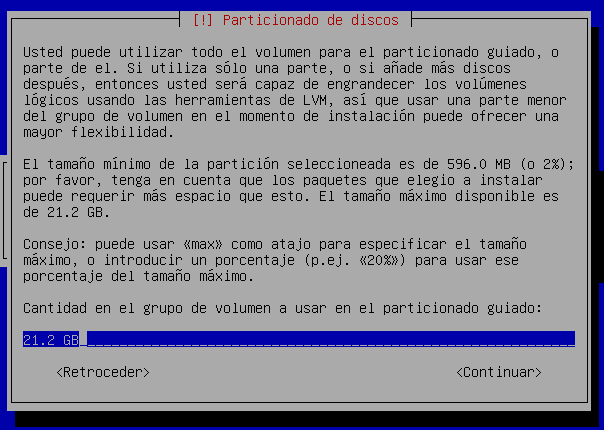 [!] Particionado de discos
Usted puede utilizar todo el volumen para el particionado guiado, o
parte de el. Si utiliza sólo una parte, o si añade más discos
después, entonces usted será capaz de engrandecer los volúmenes
lógicos usando las herramientas de LVM, así que usar una parte menor
del grupo de volumen en el momento de instalación puede ofrecer una
mayor flexibilidad.
El tamaño mínimo de la partición seleccioneada es de 596.0 MB (o 2%);
por favor, tenga en cuenta que los paquetes que elegio a instalar
puede requerir más espacio que esto. El tamaño máximo disponible es
de 21.2 GB.
Consejo: puede usar «max» como atajo para especificar el tamaño
máximo, o introducir un porcentaje (p.ej. «20%») para usar ese
porcentaje del tamaño máximo.
Cantidad en el grupo de volumen a usar en el particionado guiado:
21.2 GB
<Retroceder> <Continuar>